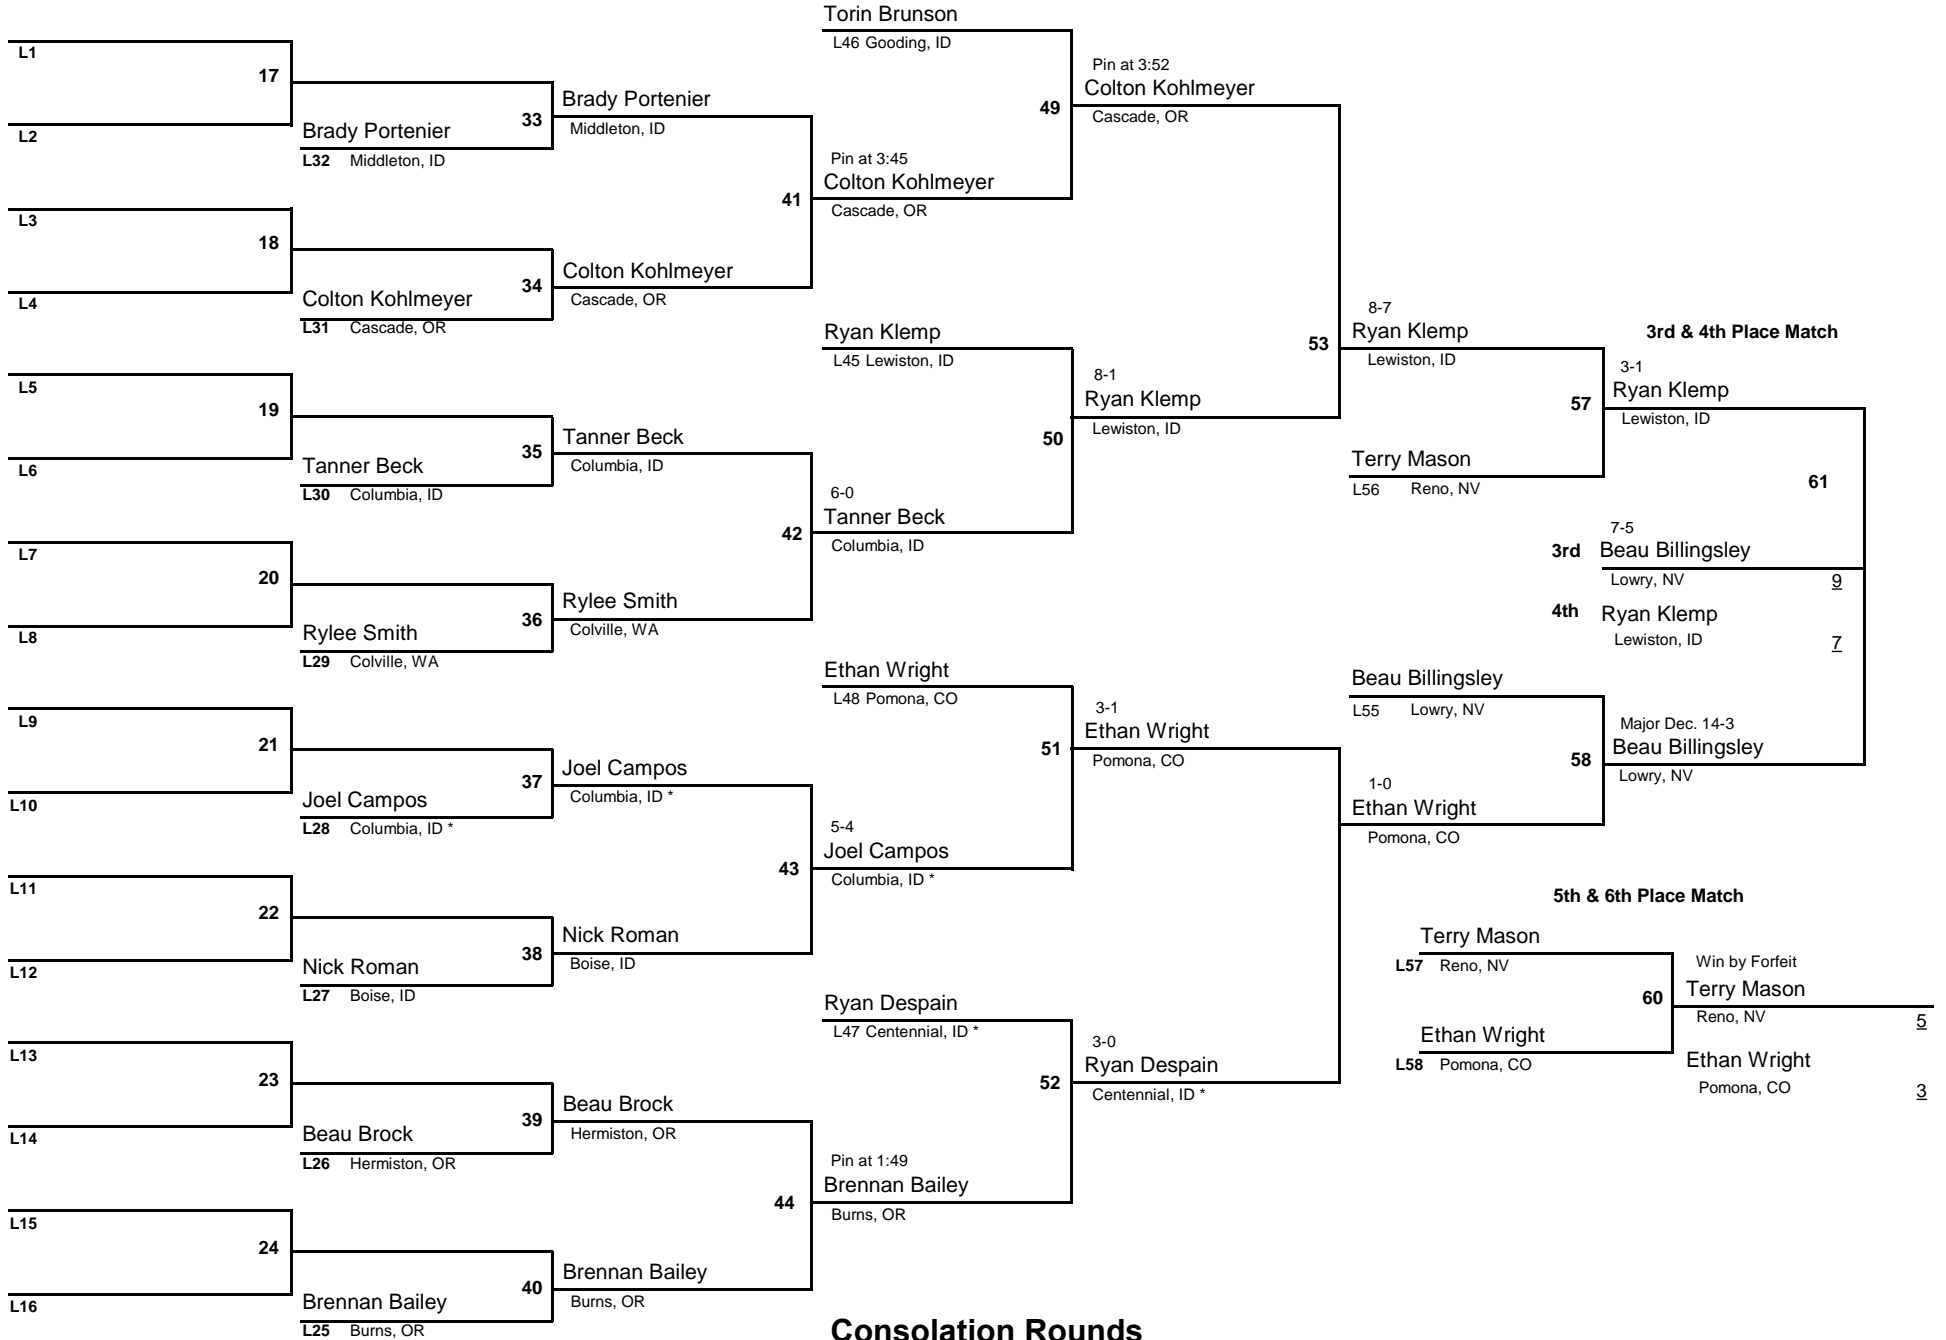 L1
17
L2
Brady Portenier
L32 Middleton, ID
33
L3
18
L4
Colton Kohlmeyer
L31 Cascade, OR
34
L5
19
L6
Tanner Beck
L30 Columbia, ID
35
L7
20
L8
Rylee Smith
L29 Colville, WA
36
L9
21
L10
Joel Campos
L28 Columbia, ID *
37
L11
22
L12
Nick Roman
L27 Boise, ID
38
L13
23
L14
Beau Brock
L26 Hermiston, OR
39
L15
24
L16
Brennan Bailey
L25 Burns, OR
40
Brady Portenier
Middleton, ID
41
Colton Kohlmeyer
Cascade, OR
Tanner Beck
Columbia, ID
42
Rylee Smith
Colville, WA
Joel Campos
Columbia, ID *
43
Nick Roman
Boise, ID
Beau Brock
Hermiston, OR
44
Brennan Bailey
Burns, OR
Torin Brunson
L46 Gooding, ID
49
Pin at 3:45
Colton Kohlmeyer
Cascade, OR
Ryan Klemp
L45 Lewiston, ID
50
6-0
Tanner Beck
Columbia, ID
Ethan Wright
L48 Pomona, CO
51
5-4
Joel Campos
Columbia, ID *
Ryan Despain
L47 Centennial, ID *
52
Pin at 1:49
Brennan Bailey
Burns, OR
Pin at 3:52
Colton Kohlmeyer
Cascade, OR
53
8-1
Ryan Klemp
Lewiston, ID
3-1
Ethan Wright
Pomona, CO
3-0
Ryan Despain
Centennial, ID *
8-7
Ryan Klemp
Lewiston, ID
57
Terry Mason
L56 Reno, NV
Beau Billingsley
L55 Lowry, NV
58
1-0
Ethan Wright
Pomona, CO
3rd & 4th Place Match
3-1
Ryan Klemp
Lewiston, ID
61
7-5
3rd Beau Billingsley
Lowry, NV 9
4th Ryan Klemp
Lewiston, ID 7
Major Dec. 14-3
Beau Billingsley
Lowry, NV
5th & 6th Place Match
Terry Mason
L57 Reno, NV
60
Ethan Wright
L58 Pomona, CO
Win by Forfeit
Terry Mason
Reno, NV 5
Ethan Wright
Pomona, CO 3
Consolation Rounds